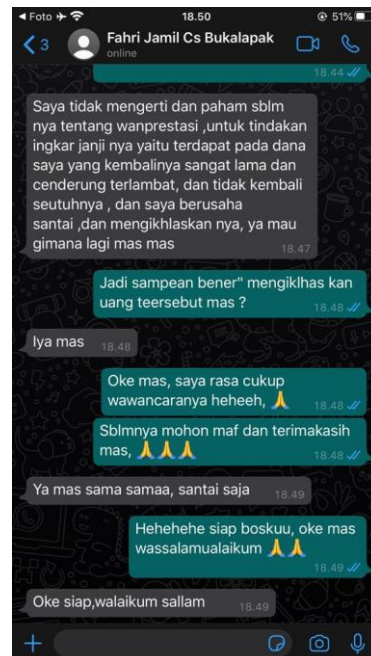 Foto 18.50 51%
3 Fahri Jamil Cs Bukalapak
online
18.44
Saya tidak mengerti dan paham sblm
nya tentang wanprestasi ,untuk tindakan
ingkar janji nya yaitu terdapat pada dana
saya yang kembalinya sangat lama dan
cenderung terlambat, dan tidak kembali
seutuhnya , dan saya berusaha
santai ,dan mengikhlaskan nya, ya mau
gimana lagi mas mas
18.47
Jadi sampean bener" mengiklhas kan
uang teersebut mas ?
18.48
Iya mas 18.48
Oke mas, saya rasa cukup
wawancaranya heheeh, 🙏 18.48
Sblmnya mohon maf dan terimakasih
mas, 🙏🙏🙏 18.48
Ya mas sama samaa, santai saja 18.49
Hehehehe siap boskuu, oke mas
wassalamualaikum 🙏🙏
18.49
Oke siap,walaikum sallam 18.49